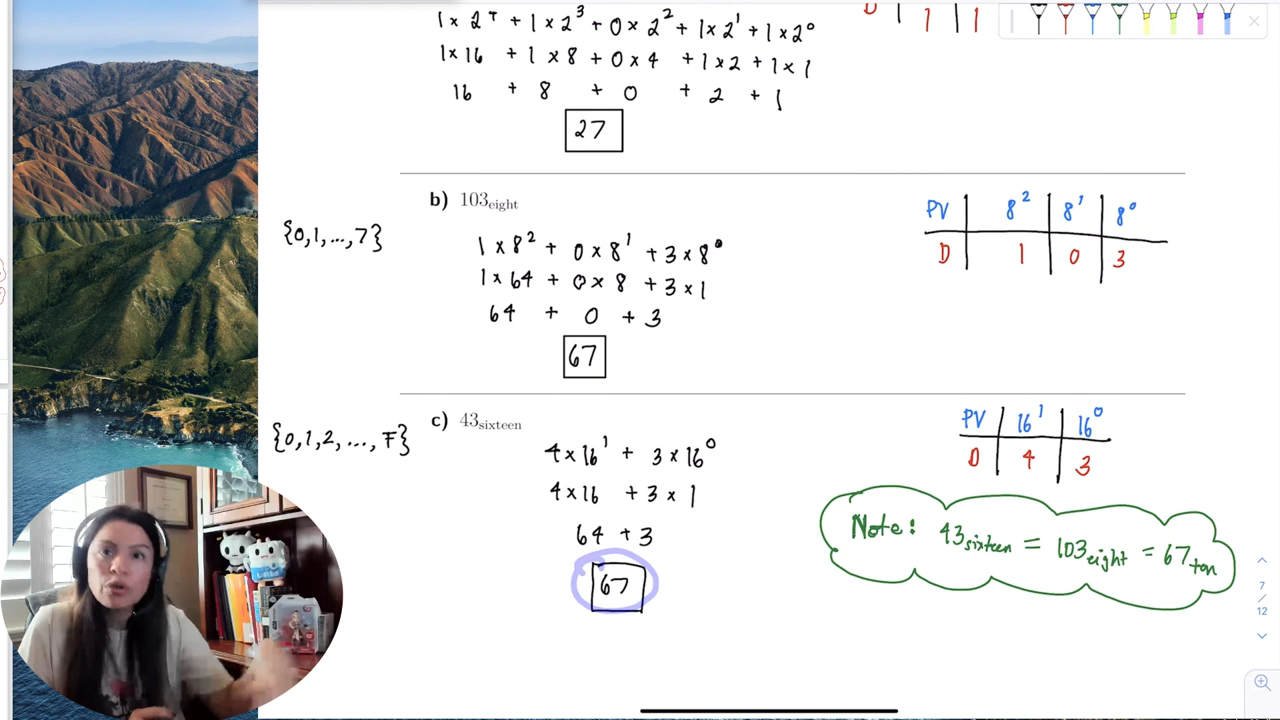 1 × 2⁴ + 1 × 2³ + 0 × 2² + 1 × 2¹ + 1 × 2⁰
1×16 + 1 × 8 + 0 × 4 + 1 × 2 + 1 × 1
16 + 8 + 0 + 2 + 1
27
D | 1 | 1
b) 103eight
{0,1,...,7}
1 × 8² + 0 × 8¹ + 3 × 8⁰
1 × 64 + 0 × 8 + 3 × 1
64 + 0 + 3
67
PV | 8² | 8¹ | 8⁰
D | 1 | 0 | 3
c) 43sixteen
{0,1,2,...,F}
4 × 16¹ + 3 × 16⁰
4 × 16 + 3 × 1
64 + 3
67
PV | 16¹ | 16⁰
D | 4 | 3
Note: 43sixteen = 103eight = 67ten
7
/
12